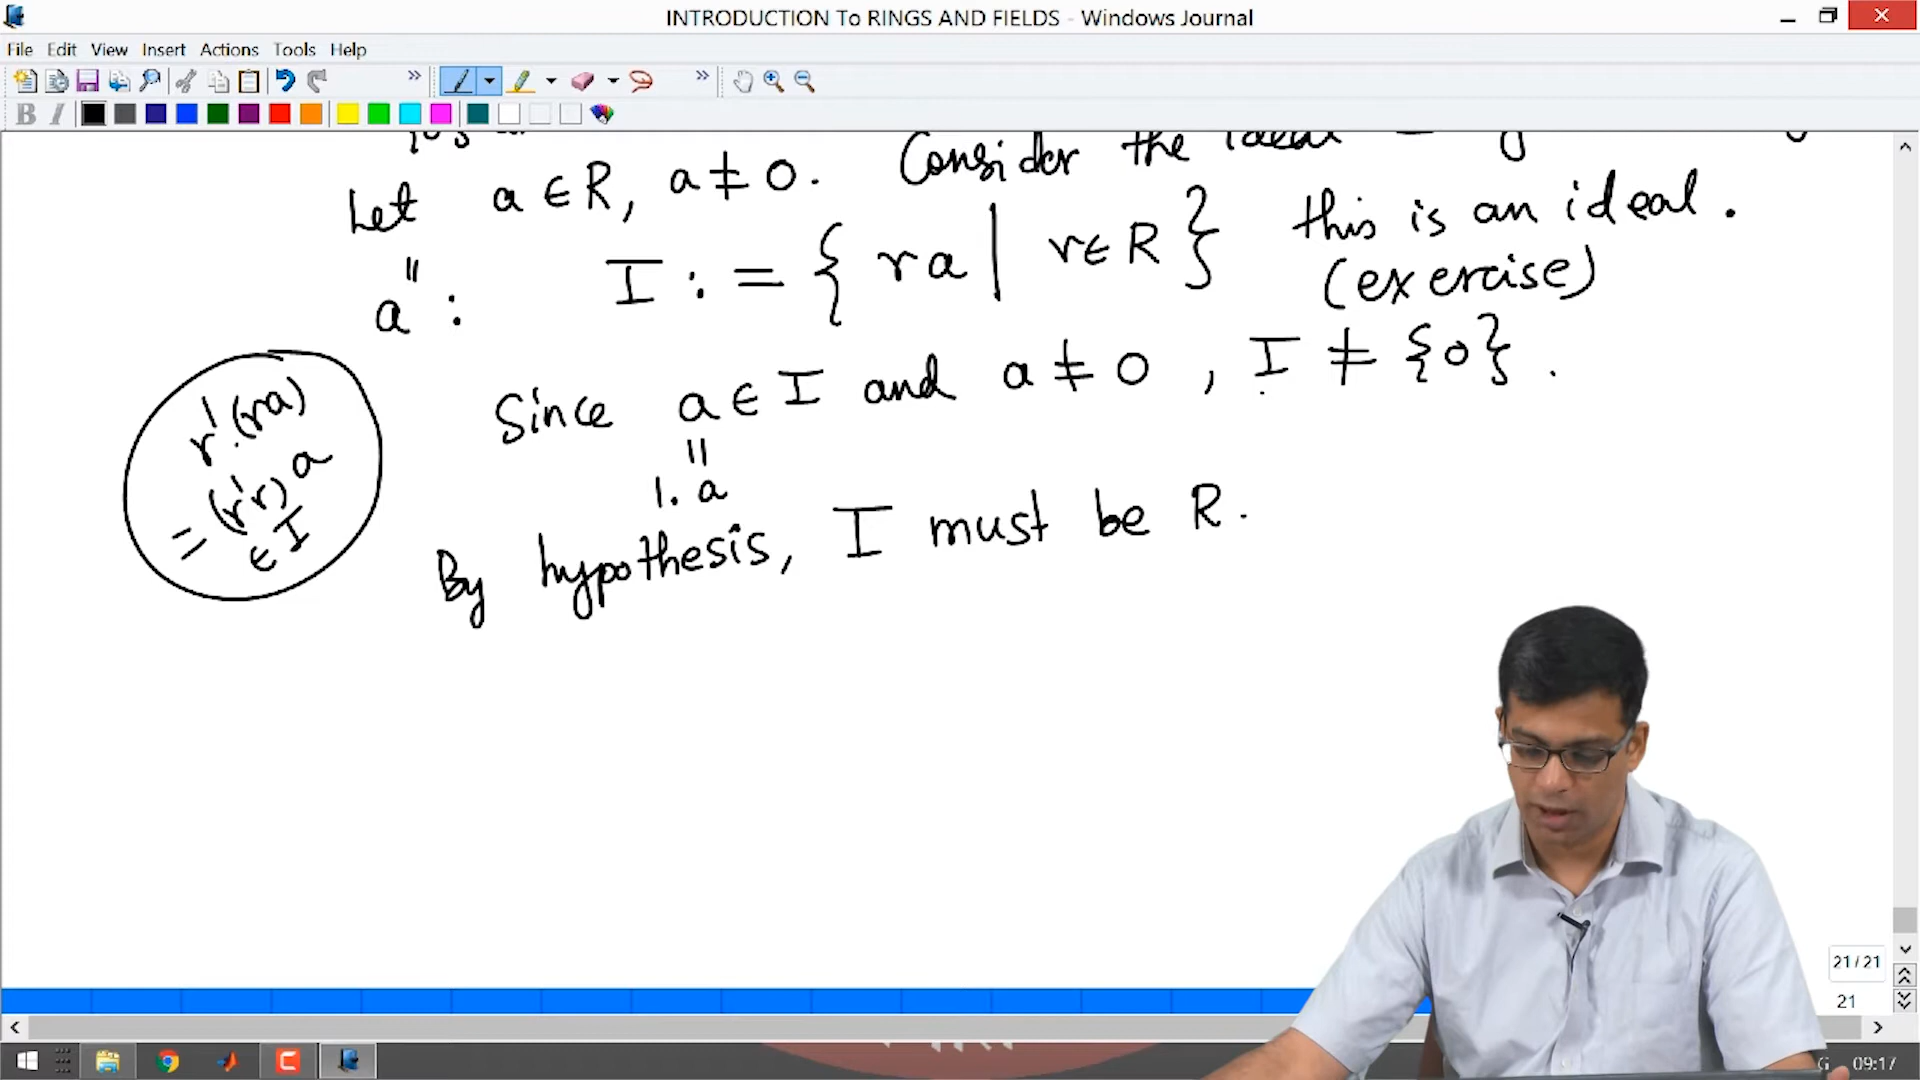 INTRODUCTION To RINGS AND FIELDS - Windows Journal
File Edit View Insert Actions Tools Help
B I
Let a ∈ R, a ≠ 0. Consider the ideal
a" : I := { ra | r ∈ R } this is an ideal.
(exercise)
Since a ∈ I and a ≠ 0, I ≠ {0}.
"
1. a
By hypothesis, I must be R.
r'.(ra)
= (r'r) a
∈ I
21 / 21
21
G 09:17